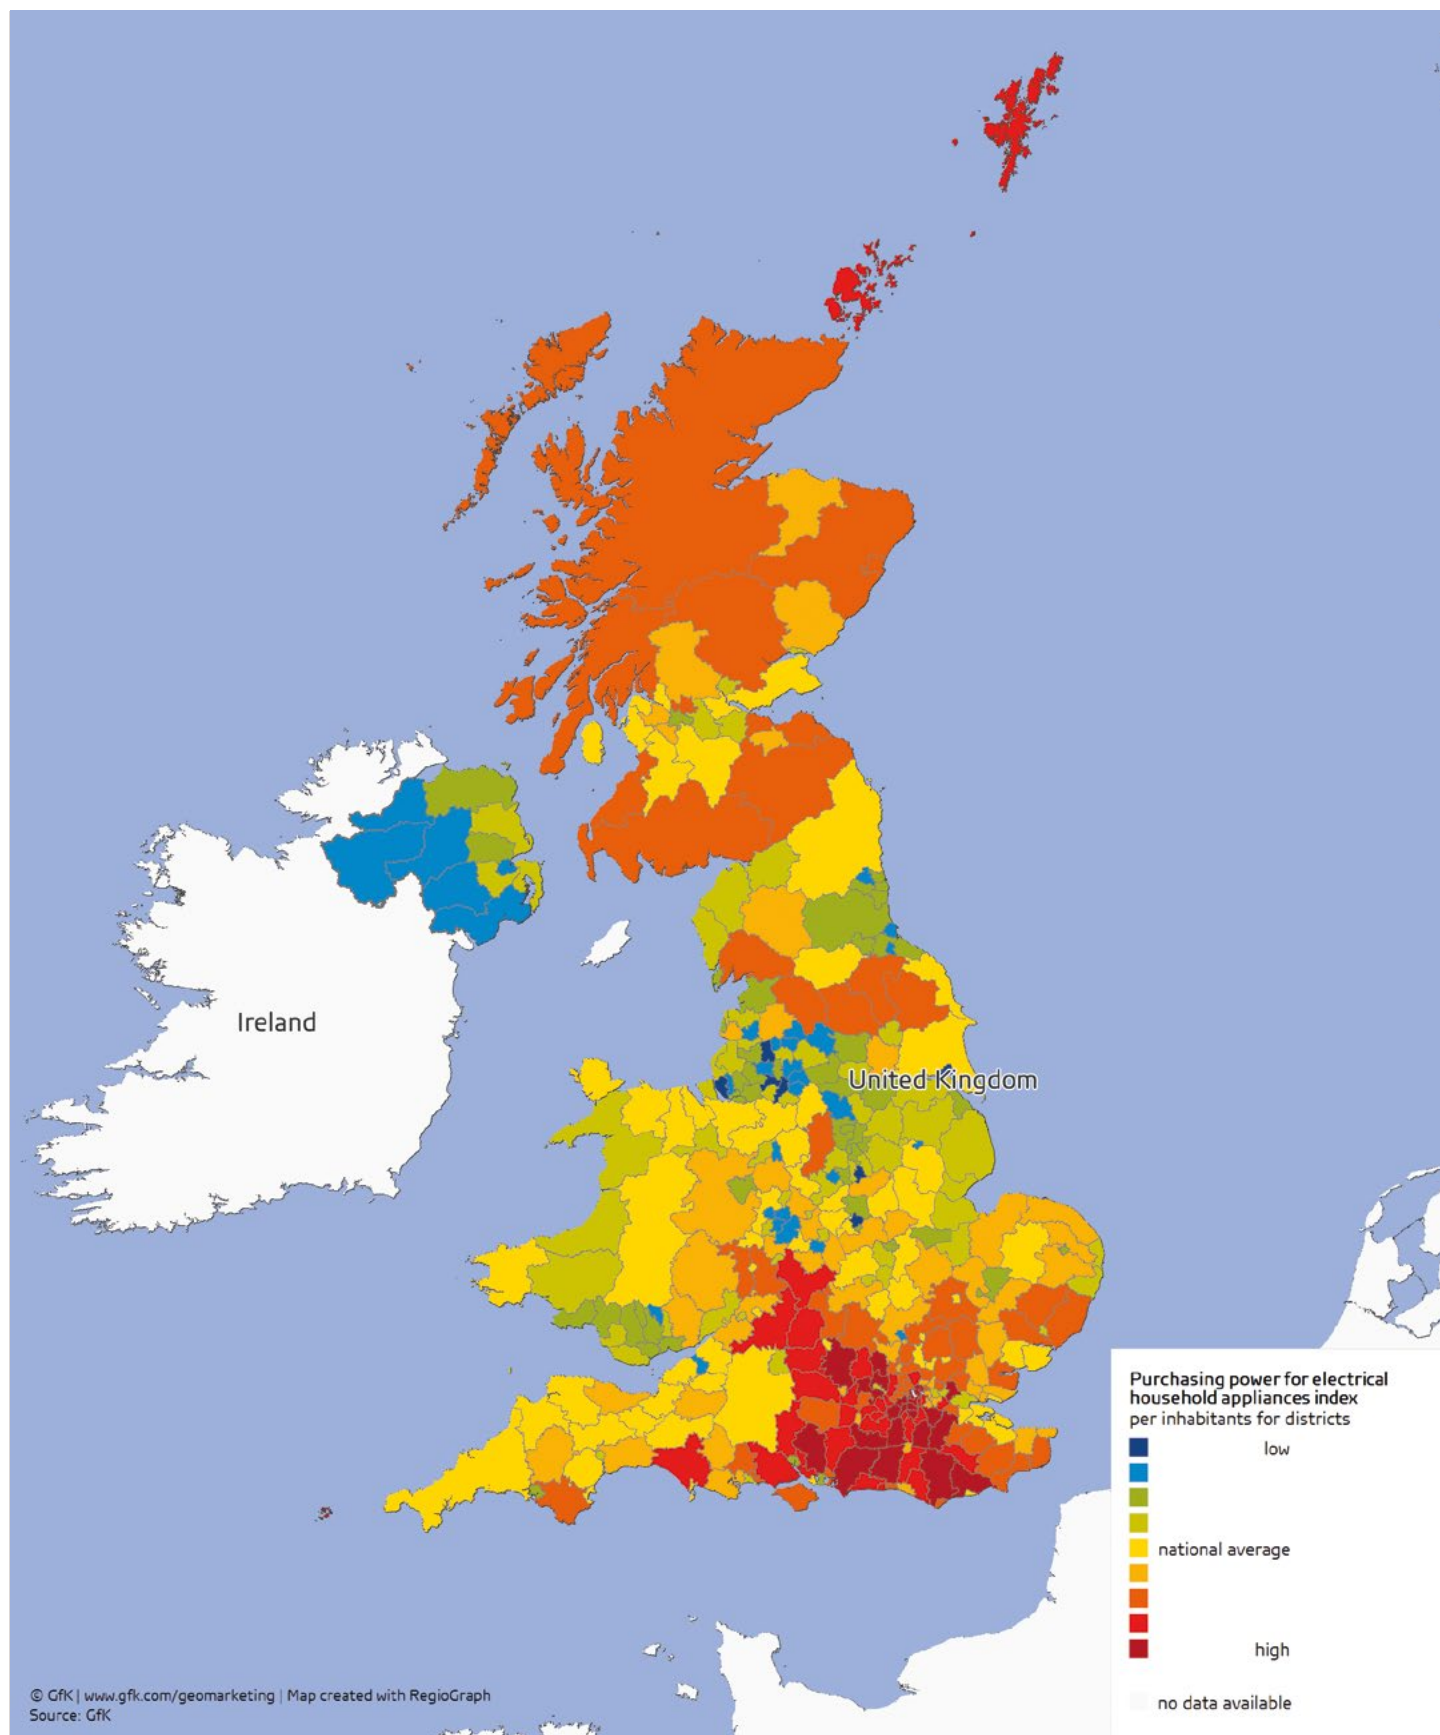 Ireland
United Kingdom
Purchasing power for electrical
household appliances index
per inhabitants for districts
low
national average
high
no data available
© GfK | www.gfk.com/geomarketing | Map created with RegioGraph
Source: GfK